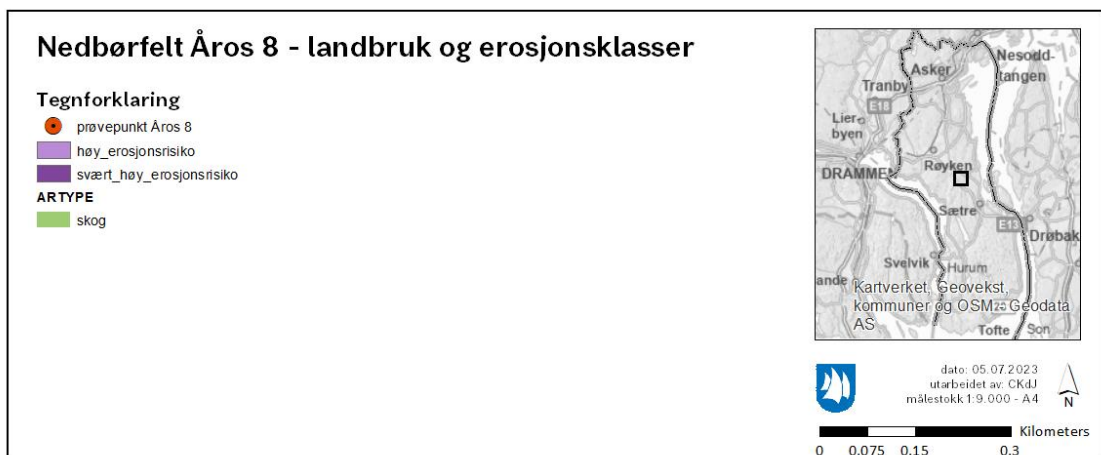 Nedbørfelt Åros 8 - landbruk og erosjonsklasser
Tegnforklaring
prøvepunkt Åros 8
høy_erosjonsrisiko
svært_høy_erosjonsrisiko
ARTYPE
skog
Nesodd-
tangen
Asker
Tranby
E18
Lier-
byen
Røyken
DRAMMEN
Sætre
E13
Drøbak
Svelvik
Hurum
ande
Kartverket, Geovekst,
kommuner og OSM - Geodata
AS
Tofte
Son
dato: 05.07.2023
utarbeidet av: CKdJ
målestokk 1:9.000 - A4
N
Kilometers
0 0.075 0.15 0.3